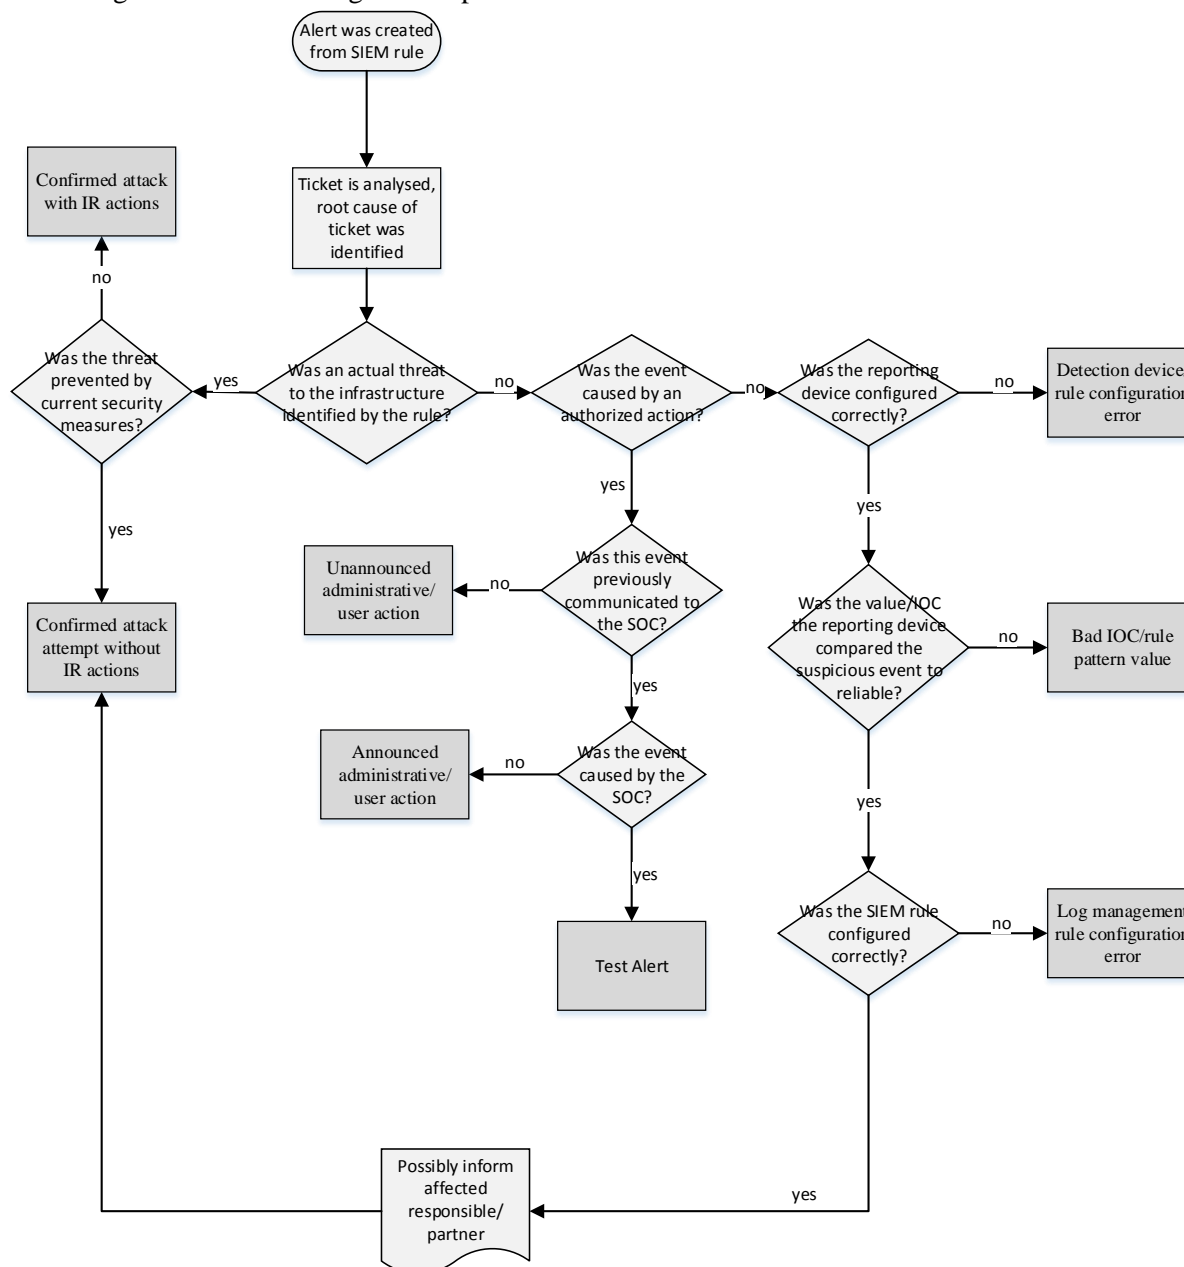 Alert was created
from SIEM rule
Ticket is analysed,
root cause of
ticket was
identified
Confirmed attack
with IR actions
no
Was the threat
prevented by
current security
measures?
yes
Was an actual threat
to the infrastructure
identified by the rule?
no
Was the event
caused by an
authorized action?
no
Was the reporting
device configured
correctly?
no
Detection device
rule configuration
error
yes
Confirmed attack
attempt without
IR actions
yes
Was this event
previously
communicated to
the SOC?
no
Unannounced
administrative/
user action
yes
Was the event
caused by the
SOC?
no
Announced
administrative/
user action
yes
Test Alert
yes
Was the value/IOC
the reporting device
compared the
suspicious event to
reliable?
no
Bad IOC/rule
pattern value
yes
Was the SIEM rule
configured
correctly?
no
Log management
rule configuration
error
yes
Possibly inform
affected
responsible/
partner